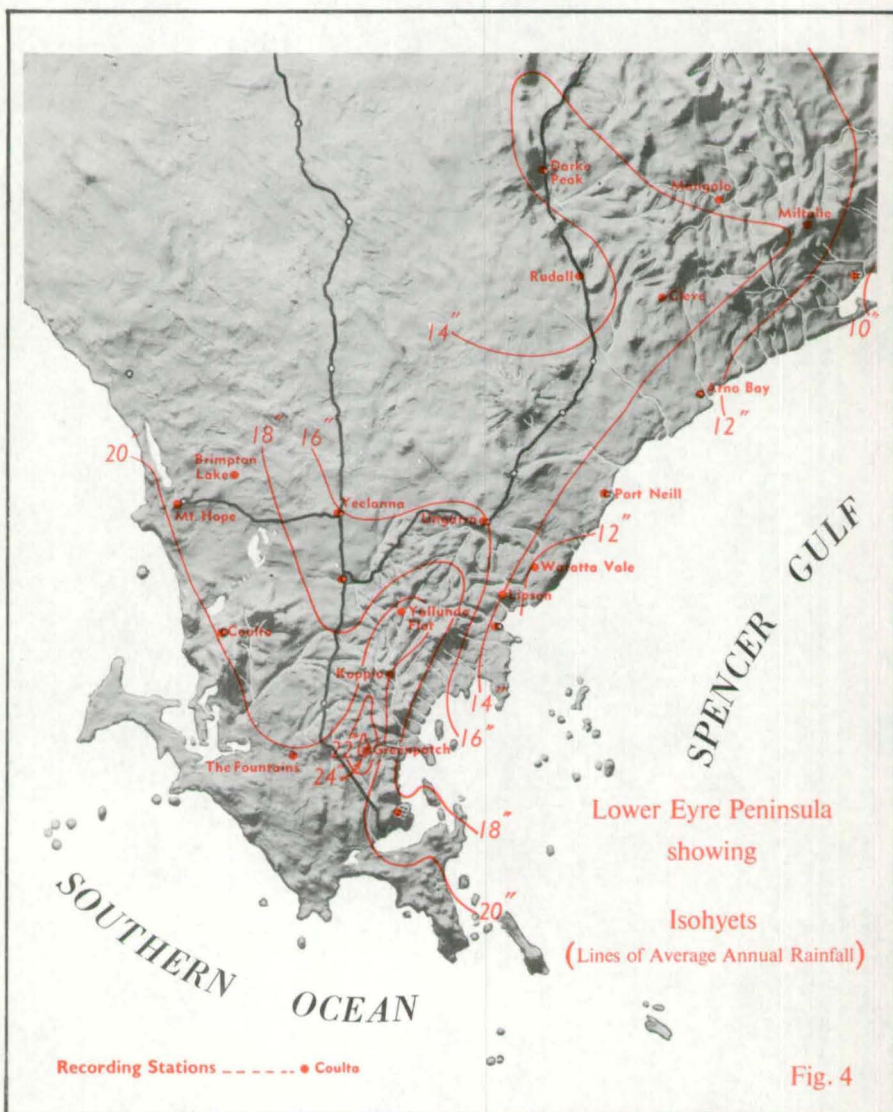 Darke
Peak
Mangalo
Miltalie
Rudall
Cleve
14"
10"
Arno Bay
12"
20"
18"
16"
Brimpton
Lake
Mt. Hope
Yeelanna
Ungarra
Port Neill
12"
Waratta Vale
Lipson
Yallunda
Flat
Coulta
Koppio
14"
16"
22"
Greenpatch
24"
The Fountains
18"
20"
SPENCER GULF
SOUTHERN OCEAN
Lower Eyre Peninsula
showing
Isohyets
(Lines of Average Annual Rainfall)
Recording Stations ----- • Coulta
Fig. 4